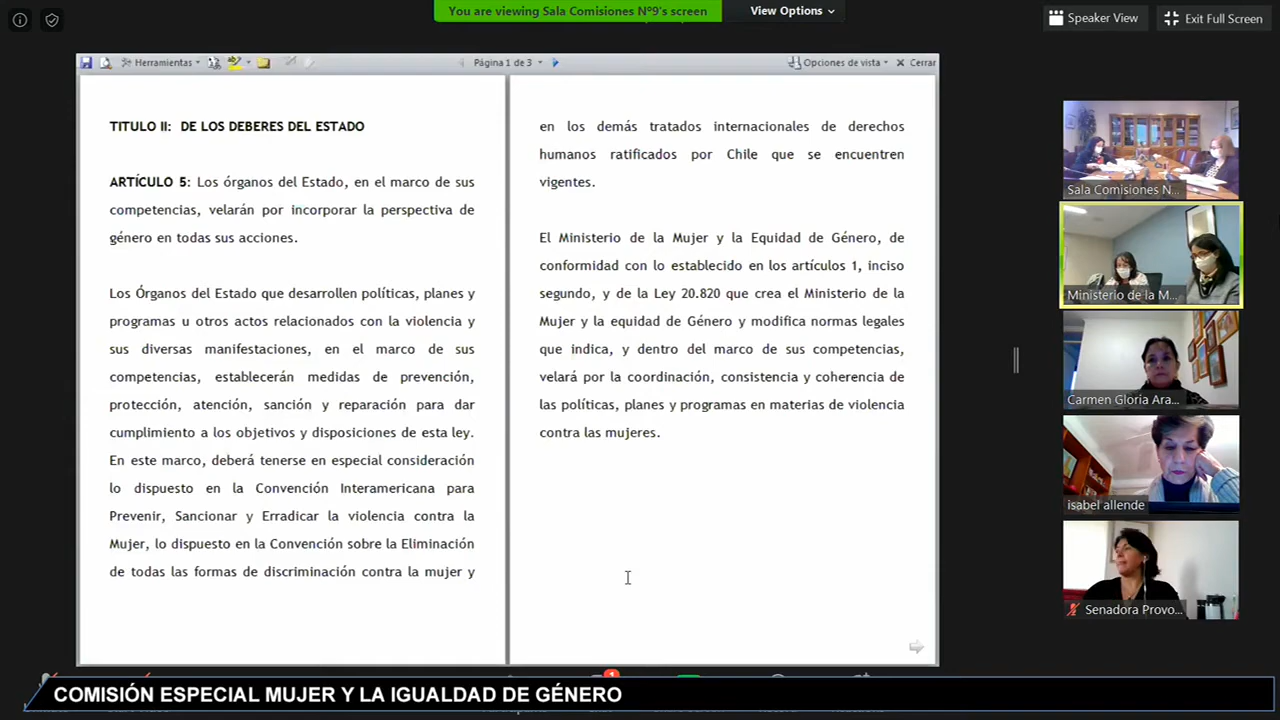 You are viewing Sala Comisiones Nº9's screen
View Options
Speaker View
Exit Full Screen
Herramientas
Página 1 de 3
Opciones de vista
Cerrar
TITULO II: DE LOS DEBERES DEL ESTADO
ARTÍCULO 5: Los órganos del Estado, en el marco de sus
competencias, velarán por incorporar la perspectiva de
género en todas sus acciones.
Los Órganos del Estado que desarrollen políticas, planes y
programas u otros actos relacionados con la violencia y
sus diversas manifestaciones, en el marco de sus
competencias, establecerán medidas de prevención,
protección, atención, sanción y reparación para dar
cumplimiento a los objetivos y disposiciones de esta ley.
En este marco, deberá tenerse en especial consideración
lo dispuesto en la Convención Interamericana para
Prevenir, Sancionar y Erradicar la violencia contra la
Mujer, lo dispuesto en la Convención sobre la Eliminación
de todas las formas de discriminación contra la mujer y
en los demás tratados internacionales de derechos
humanos ratificados por Chile que se encuentren
vigentes.
El Ministerio de la Mujer y la Equidad de Género, de
conformidad con lo establecido en los artículos 1, inciso
segundo, y de la Ley 20.820 que crea el Ministerio de la
Mujer y la equidad de Género y modifica normas legales
que indica, y dentro del marco de sus competencias,
velará por la coordinación, consistencia y coherencia de
las políticas, planes y programas en materias de violencia
contra las mujeres.
Sala Comisiones N...
Ministerio de la M...
Carmen Gloria Ara...
isabel allende
Senadora Provo...
COMISIÓN ESPECIAL MUJER Y LA IGUALDAD DE GÉNERO